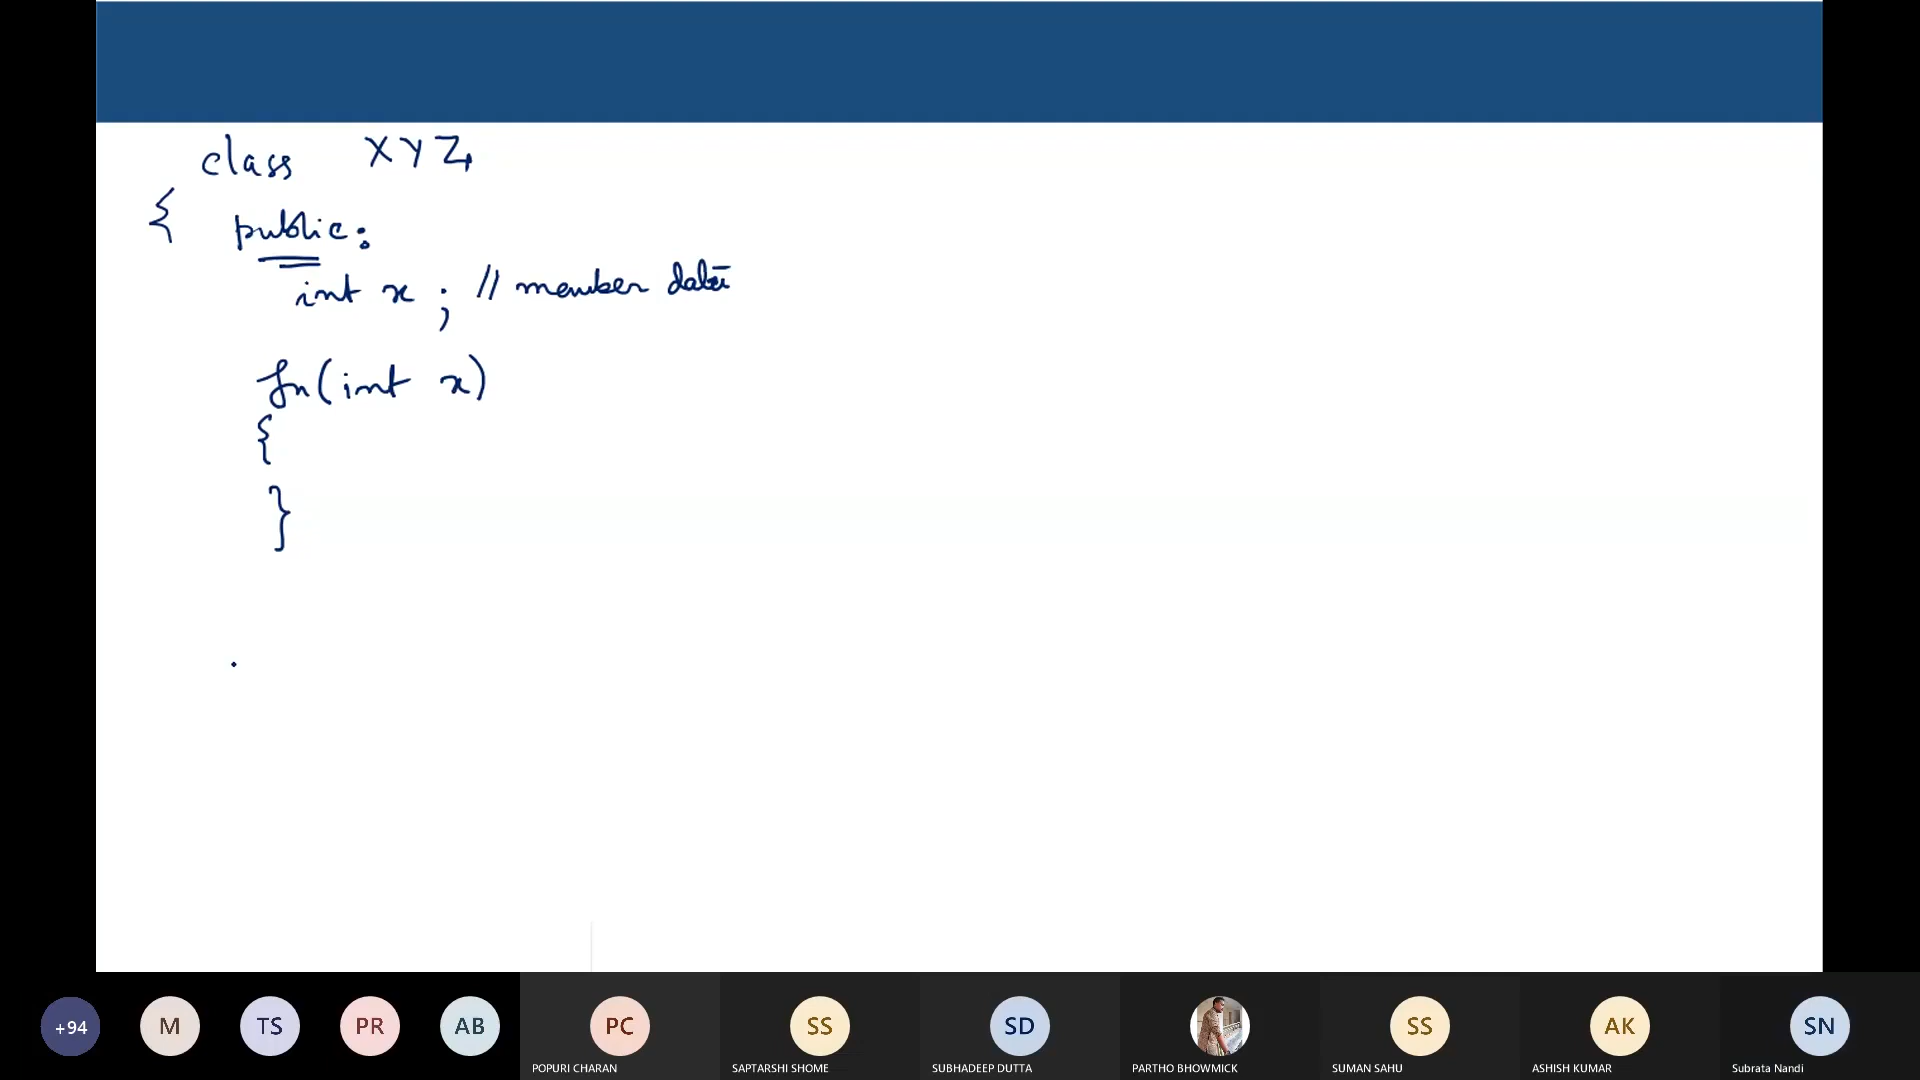 class XYZ
{ public:
int x ; // member data
fn(int x)
{
}
+94 M TS PR AB PC SS SD SS AK SN
POPURI CHARAN SAPTARSHI SHOME SUBHADEEP DUTTA PARTHO BHOWMICK SUMAN SAHU ASHISH KUMAR Subrata Nandi